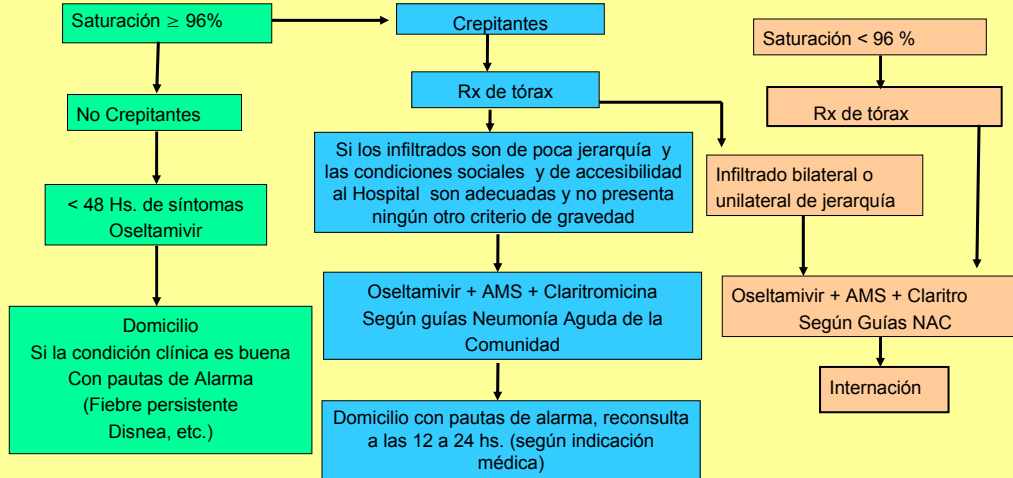 Saturación ≥ 96%
No Crepitantes
< 48 Hs. de síntomas
Oseltamivir
Domicilio
Si la condición clínica es buena
Con pautas de Alarma
(Fiebre persistente
Disnea, etc.)
Crepitantes
Rx de tórax
Si los infiltrados son de poca jerarquía y
las condiciones sociales y de accesibilidad
al Hospital son adecuadas y no presenta
ningún otro criterio de gravedad
Oseltamivir + AMS + Claritromicina
Según guías Neumonía Aguda de la
Comunidad
Domicilio con pautas de alarma, reconsulta
a las 12 a 24 hs. (según indicación
médica)
Saturación < 96 %
Rx de tórax
Infiltrado bilateral o
unilateral de jerarquía
Oseltamivir + AMS + Claritro
Según Guías NAC
Internación